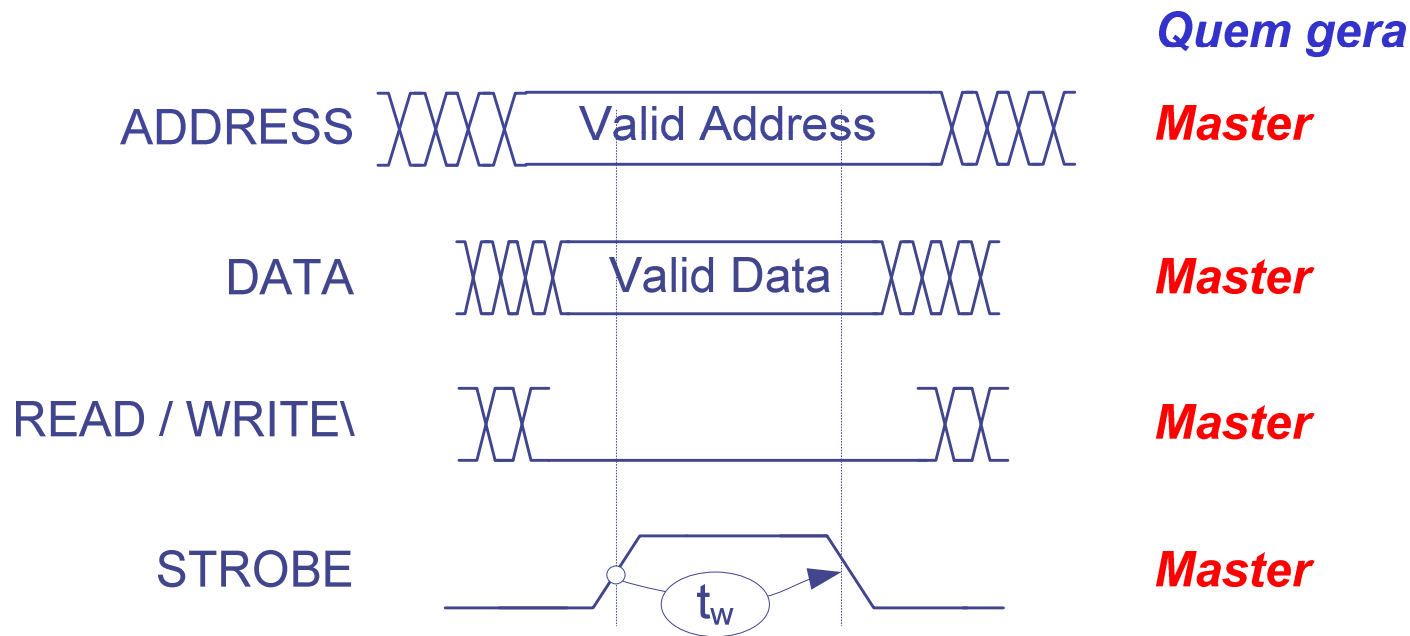 Quem gera
ADDRESS Valid Address Master
DATA Valid Data Master
READ / WRITE\ Master
STROBE tw Master